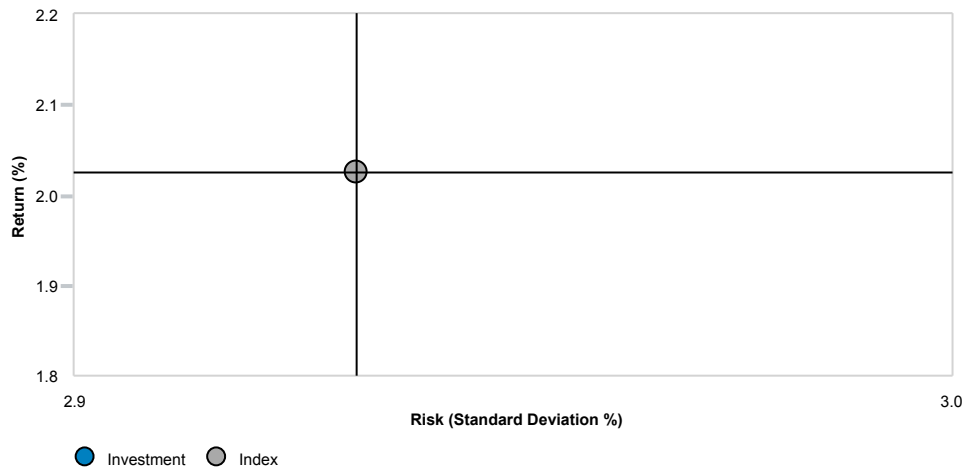 2.2
2.1
2.0
1.9
1.8
Return (%)
2.9
3.0
Risk (Standard Deviation %)
Investment
Index